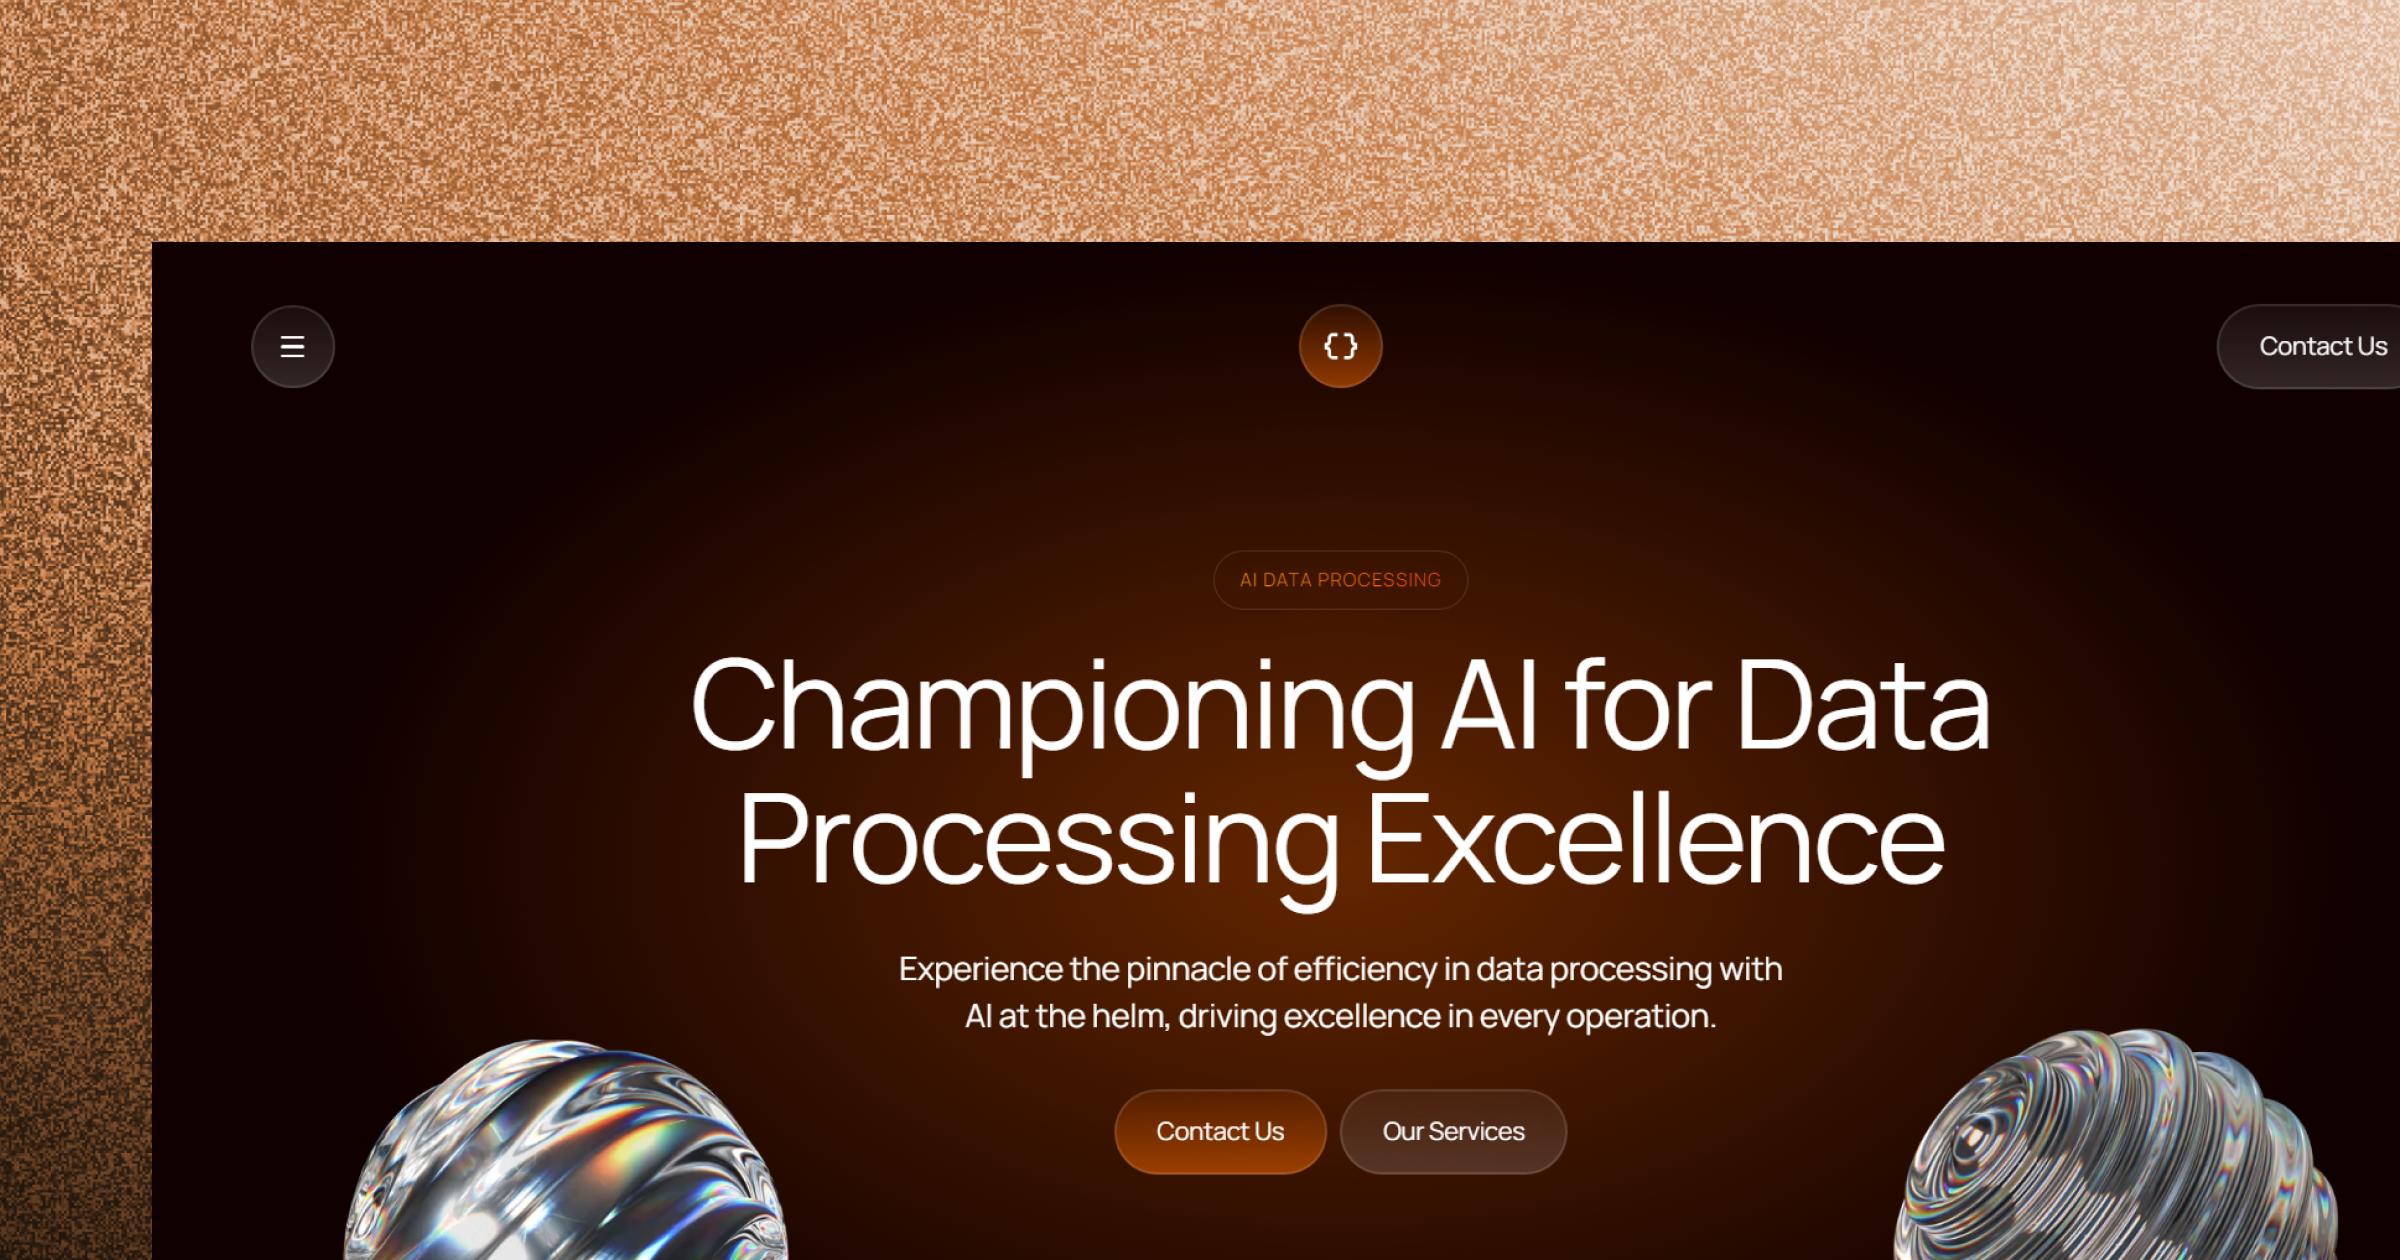 {}
Contact Us
AI DATA PROCESSING
Championing AI for Data
Processing Excellence
Experience the pinnacle of efficiency in data processing with
AI at the helm, driving excellence in every operation.
Contact Us
Our Services